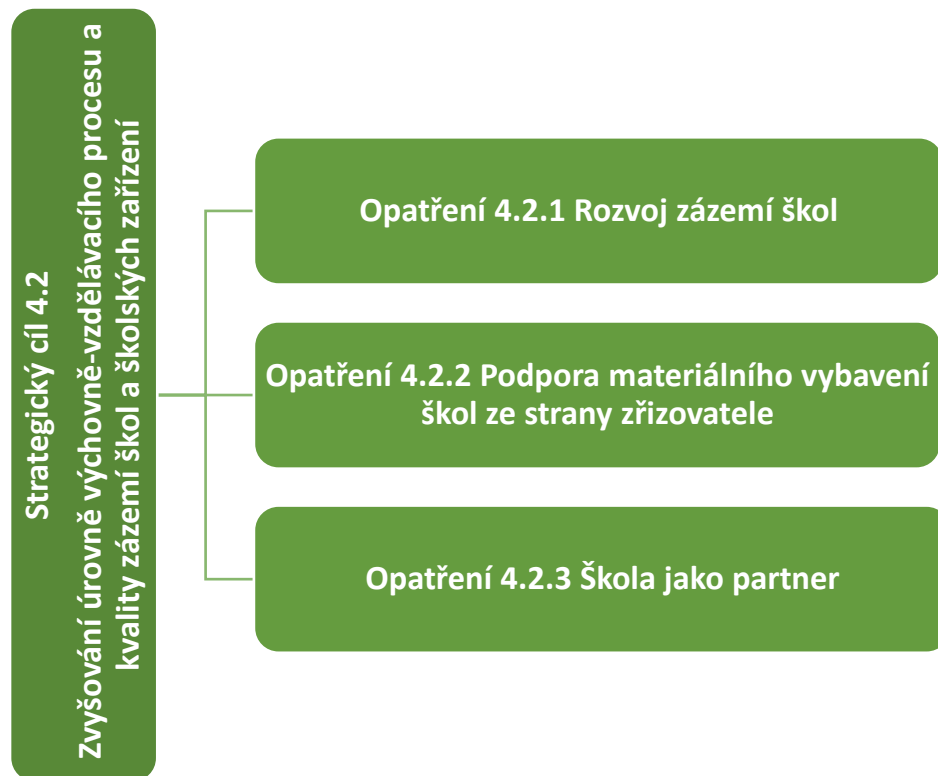 Strategický cíl 4.2
Zvyšování úrovně výchovně-vzdělávacího procesu a
kvality zázemí škol a školských zařízení
Opatření 4.2.1 Rozvoj zázemí škol
Opatření 4.2.2 Podpora materiálního vybavení
škol ze strany zřizovatele
Opatření 4.2.3 Škola jako partner